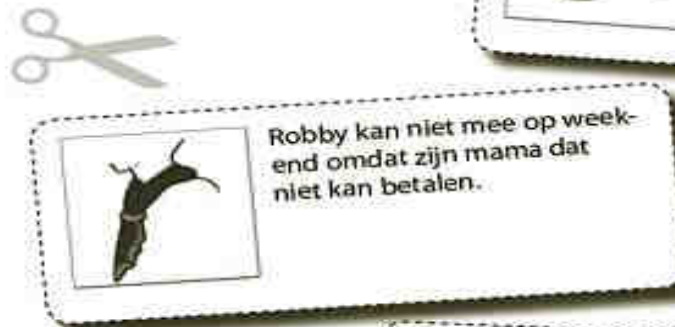 Robby kan niet mee op week-
end omdat zijn mama dat
niet kan betalen.